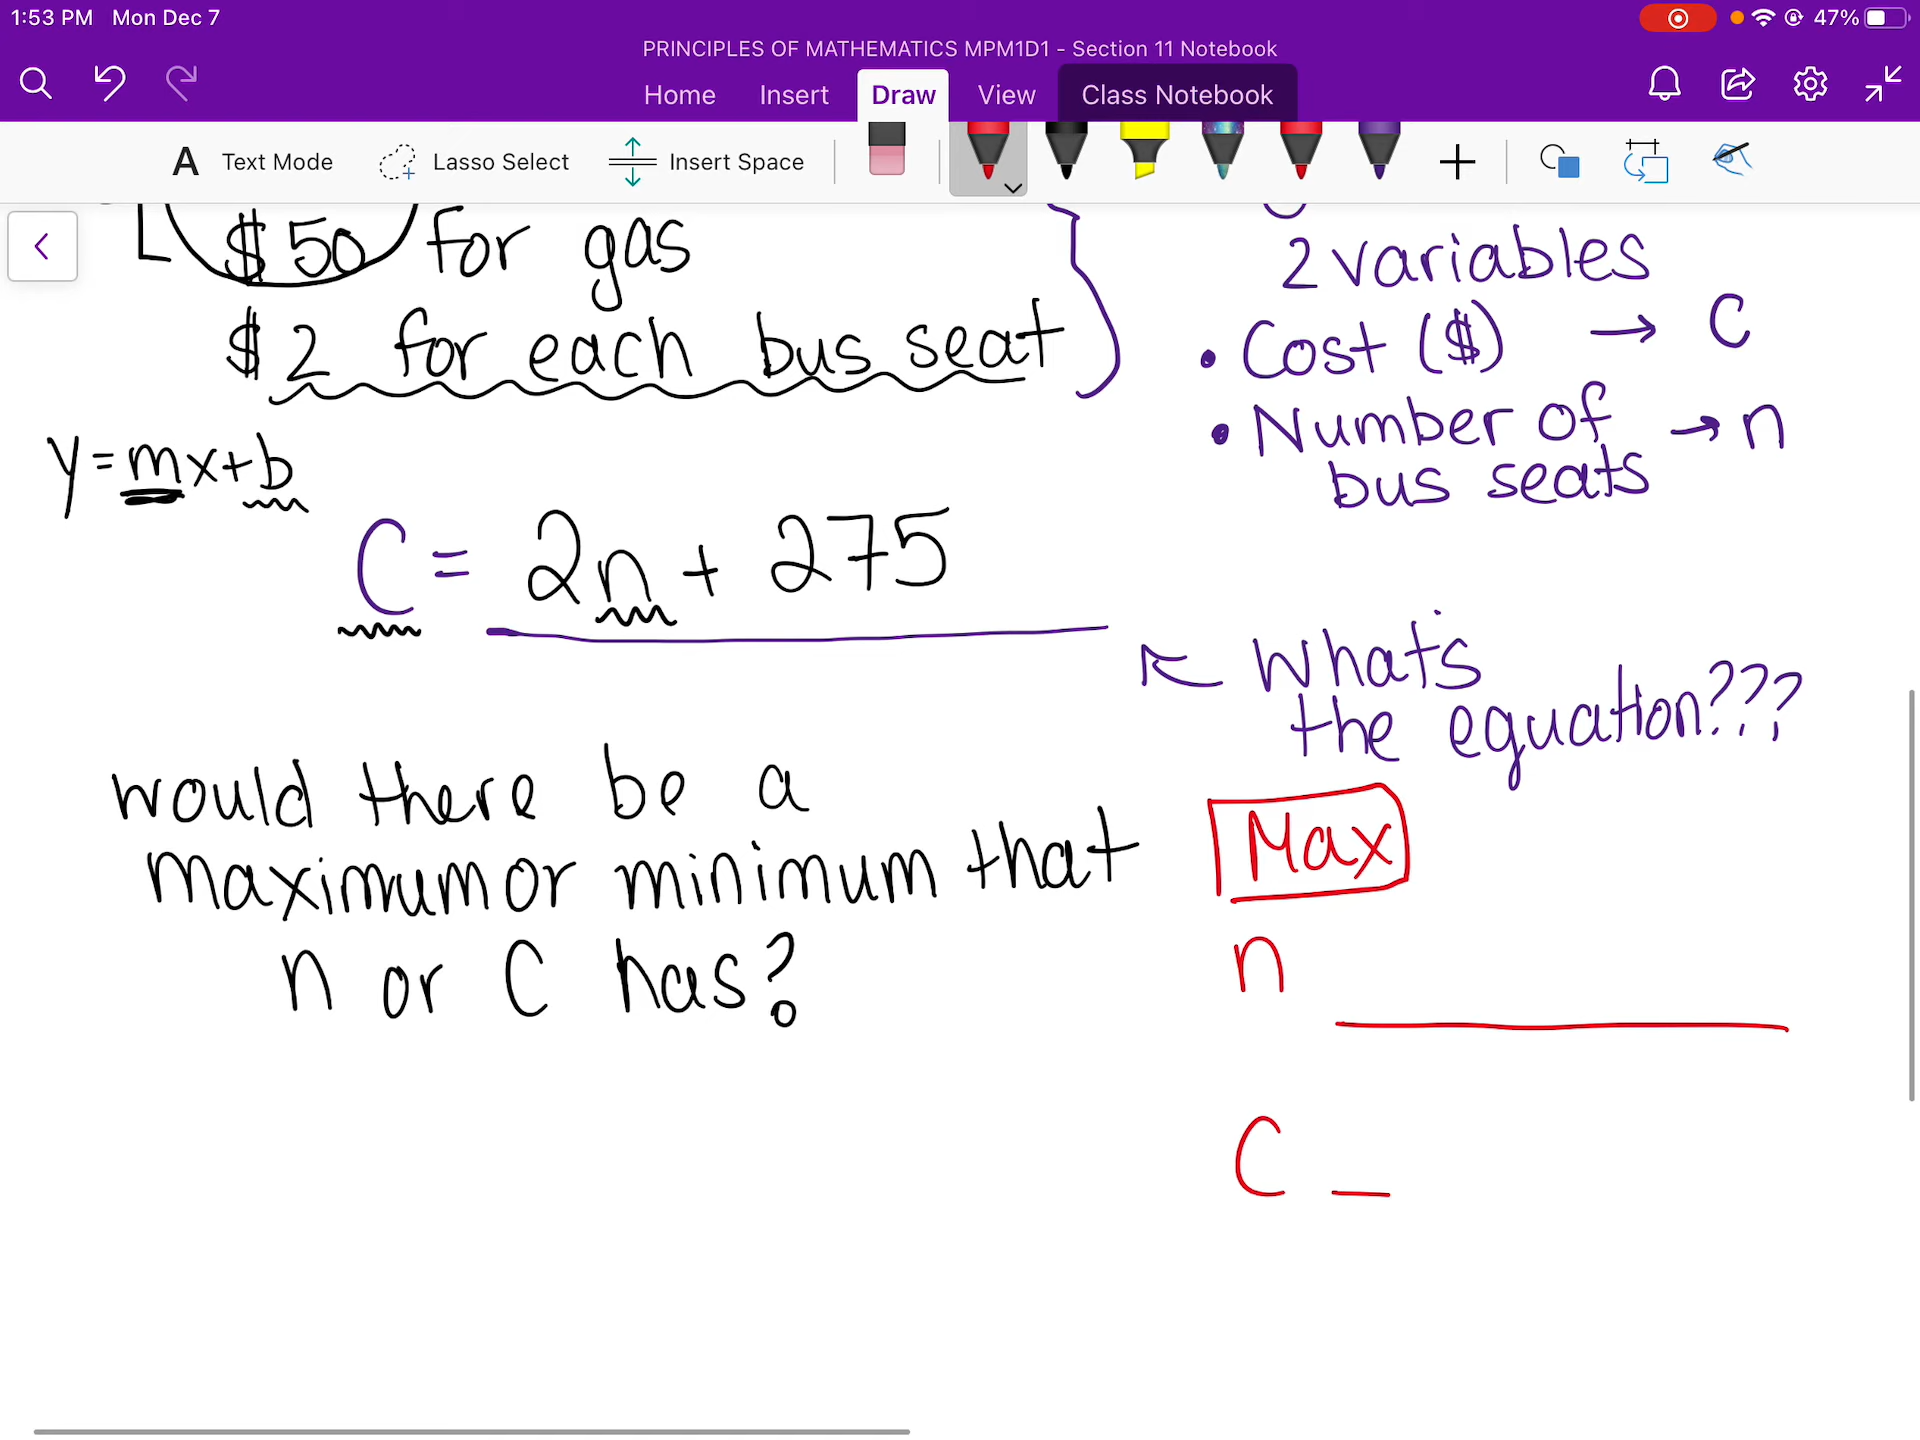 1:53 PM Mon Dec 7
47%
PRINCIPLES OF MATHEMATICS MPM1D1 - Section 11 Notebook
Home Insert Draw View Class Notebook
A Text Mode Lasso Select Insert Space
$50 for gas
$2 for each bus seat
y=mx+b
C = 2n + 275
2 variables
• Cost ($) → C
• Number of → n
bus seats
What's
the equation???
would there be a
maximum or minimum that
n or C has?
Max
n
C